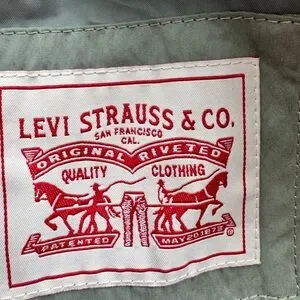 LEVI STRAUSS & CO.
SAN FRANCISCO
CAL.
ORIGINAL RIVETED
QUALITY CLOTHING
PATENTED MAY 20 1873
®